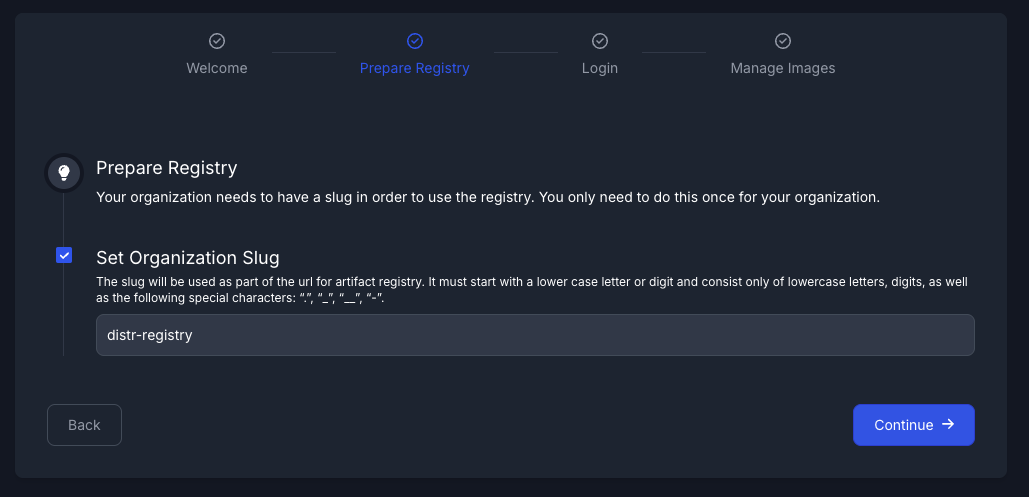 Welcome
Prepare Registry
Login
Manage Images
Prepare Registry
Your organization needs to have a slug in order to use the registry. You only need to do this once for your organization.
Set Organization Slug
The slug will be used as part of the url for artifact registry. It must start with a lower case letter or digit and consist only of lowercase letters, digits, as well
as the following special characters: “.”, “_”, “__”, “-”.
distr-registry
Back
Continue →